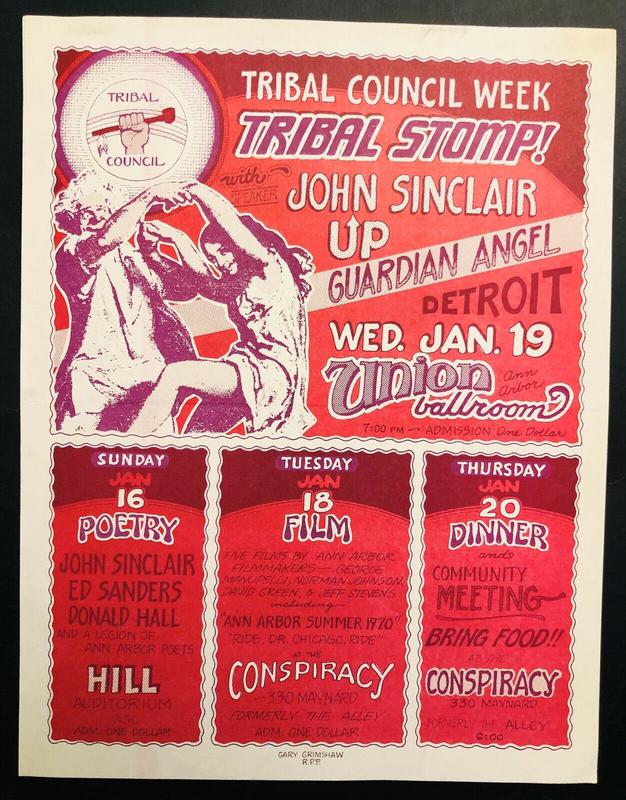 TRIBAL
COUNCIL
TRIBAL COUNCIL WEEK
TRIBAL STOMP!
with
SPEAKER
JOHN SINCLAIR
UP
GUARDIAN ANGEL
DETROIT
WED. JAN. 19
Union
ann
arbor
ballroom
7:00 PM — ADMISSION One Dollar
SUNDAY
JAN
16
POETRY
JOHN SINCLAIR
ED SANDERS
DONALD HALL
AND A LEGION OF
ANN ARBOR POETS
HILL
AUDITORIUM
7:30
ADM. ONE DOLLAR
TUESDAY
JAN
18
FILM
FIVE FILMS BY ANN ARBOR
FILMMAKERS — GEORGE
MANUPELLI, NORMAN JOHNSON,
DAVID GREEN, & JEFF STEVENS
including
"ANN ARBOR SUMMER 1970"
"RIDE, DR. CHICAGO, RIDE"
AT THE
CONSPIRACY
330 MAYNARD
FORMERLY THE ALLEY
ADM. ONE DOLLAR
THURSDAY
JAN
20
DINNER
and
COMMUNITY
MEETING
BRING FOOD!!
AT THE
CONSPIRACY
330 MAYNARD
FORMERLY THE ALLEY
6:00
GARY GRIMSHAW
R.P.P.